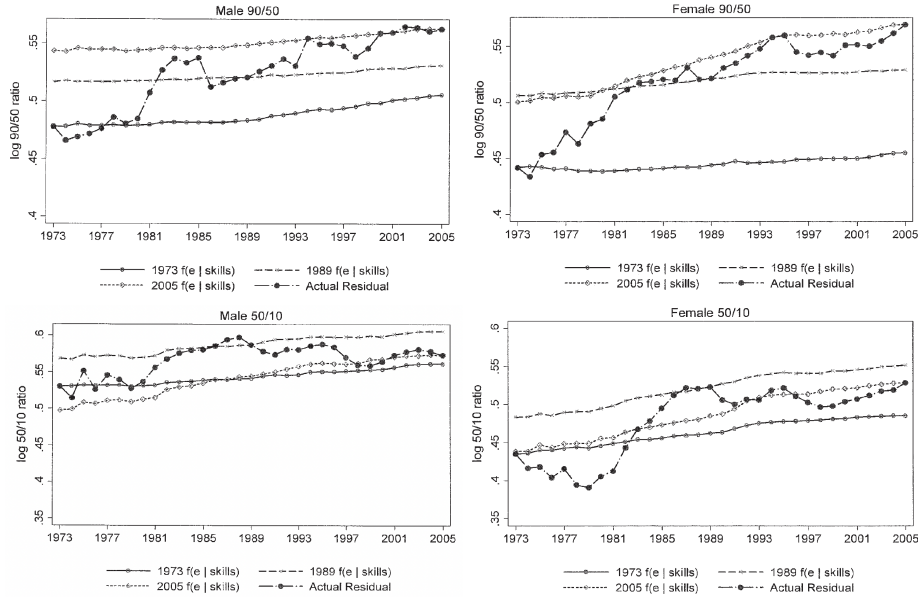 Male 90/50
log 90/50 ratio
.55
.5
.45
.4
1973 1977 1981 1985 1989 1993 1997 2001 2005
1973 f(e | skills) 1989 f(e | skills)
2005 f(e | skills) Actual Residual
Female 90/50
log 90/50 ratio
.55
.5
.45
.4
1973 1977 1981 1985 1989 1993 1997 2001 2005
1973 f(e | skills) 1989 f(e | skills)
2005 f(e | skills) Actual Residual
Male 50/10
log 50/10 ratio
.6
.55
.5
.45
.4
.35
1973 1977 1981 1985 1989 1993 1997 2001 2005
1973 f(e | skills) 1989 f(e | skills)
2005 f(e | skills) Actual Residual
Female 50/10
log 50/10 ratio
.6
.55
.5
.45
.4
.35
1973 1977 1981 1985 1989 1993 1997 2001 2005
1973 f(e | skills) 1989 f(e | skills)
2005 f(e | skills) Actual Residual